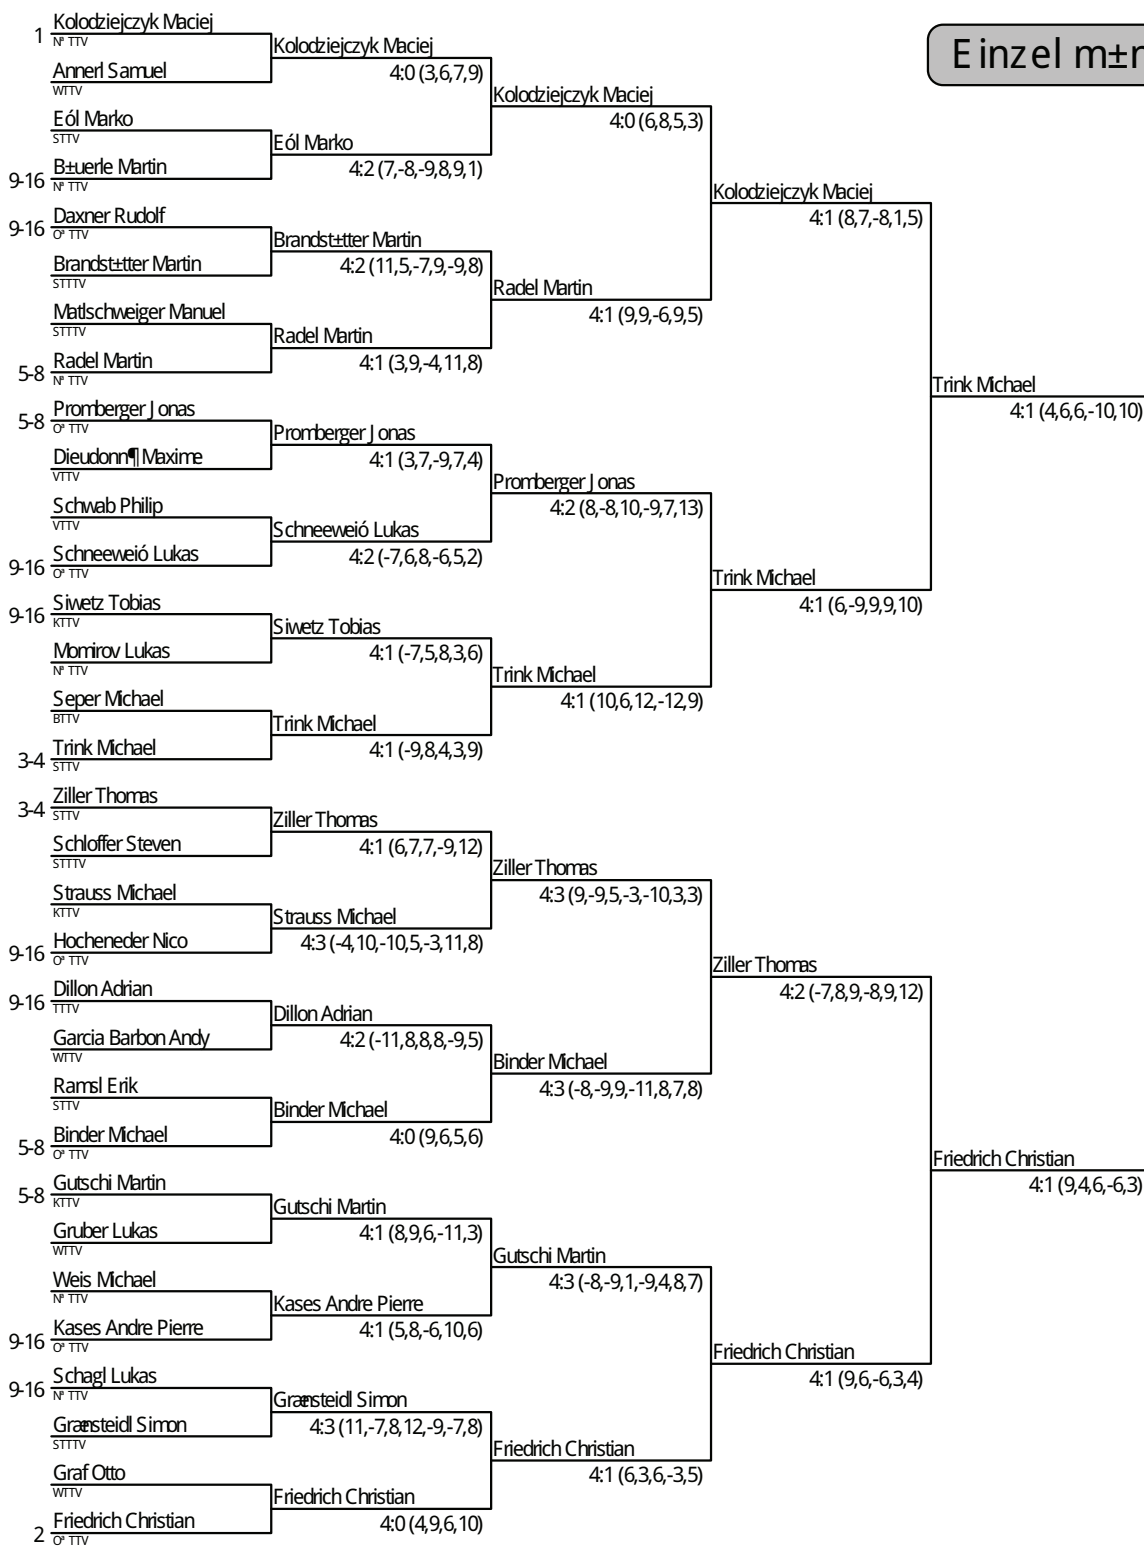 Einzel m±n
1 Kolodziejczyk Maciej
Nª TTV
Annerl Samuel
WTTV
Eól Marko
STTV
9-16 B±uerle Martin
Nª TTV
9-16 Daxner Rudolf
Oª TTV
Brandst±tter Martin
STTTV
Matlschweiger Manuel
STTTV
5-8 Radel Martin
Nª TTV
5-8 Promberger Jonas
Oª TTV
Dieudonn¶ Maxime
VTTV
Schwab Philip
VTTV
9-16 Schneeweió Lukas
Oª TTV
9-16 Siwetz Tobias
KTTV
Momirov Lukas
Nª TTV
Seper Michael
BTTV
3-4 Trink Michael
STTV
3-4 Ziller Thomas
STTV
Schloffer Steven
STTTV
Strauss Michael
KTTV
9-16 Hocheneder Nico
Oª TTV
9-16 Dillon Adrian
TTTV
Garcia Barbon Andy
WTTV
Ramsl Erik
STTV
5-8 Binder Michael
Oª TTV
5-8 Gutschi Martin
KTTV
Gruber Lukas
WTTV
Weis Michael
Nª TTV
9-16 Kases Andre Pierre
Oª TTV
9-16 Schagl Lukas
Nª TTV
Græsteidl Simon
STTTV
Graf Otto
WTTV
2 Friedrich Christian
Oª TTV
Kolodziejczyk Maciej
4:0 (3,6,7,9)
Eól Marko
4:2 (7,-8,-9,8,9,1)
Brandst±tter Martin
4:2 (11,5,-7,9,-9,8)
Radel Martin
4:1 (3,9,-4,11,8)
Promberger Jonas
4:1 (3,7,-9,7,4)
Schneeweió Lukas
4:2 (-7,6,8,-6,5,2)
Siwetz Tobias
4:1 (-7,5,8,3,6)
Trink Michael
4:1 (-9,8,4,3,9)
Ziller Thomas
4:1 (6,7,7,-9,12)
Strauss Michael
4:3 (-4,10,-10,5,-3,11,8)
Dillon Adrian
4:2 (-11,8,8,8,-9,5)
Binder Michael
4:0 (9,6,5,6)
Gutschi Martin
4:1 (8,9,6,-11,3)
Kases Andre Pierre
4:1 (5,8,-6,10,6)
Græsteidl Simon
4:3 (11,-7,8,12,-9,-7,8)
Friedrich Christian
4:0 (4,9,6,10)
Kolodziejczyk Maciej
4:0 (6,8,5,3)
Radel Martin
4:1 (9,9,-6,9,5)
Promberger Jonas
4:2 (8,-8,10,-9,7,13)
Trink Michael
4:1 (10,6,12,-12,9)
Ziller Thomas
4:3 (9,-9,5,-3,-10,3,3)
Binder Michael
4:3 (-8,-9,9,-11,8,7,8)
Gutschi Martin
4:3 (-8,-9,1,-9,4,8,7)
Friedrich Christian
4:1 (6,3,6,-3,5)
Kolodziejczyk Maciej
4:1 (8,7,-8,1,5)
Trink Michael
4:1 (6,-9,9,9,10)
Ziller Thomas
4:2 (-7,8,9,-8,9,12)
Friedrich Christian
4:1 (9,6,-6,3,4)
Trink Michael
4:1 (4,6,6,-10,10)
Friedrich Christian
4:1 (9,4,6,-6,3)